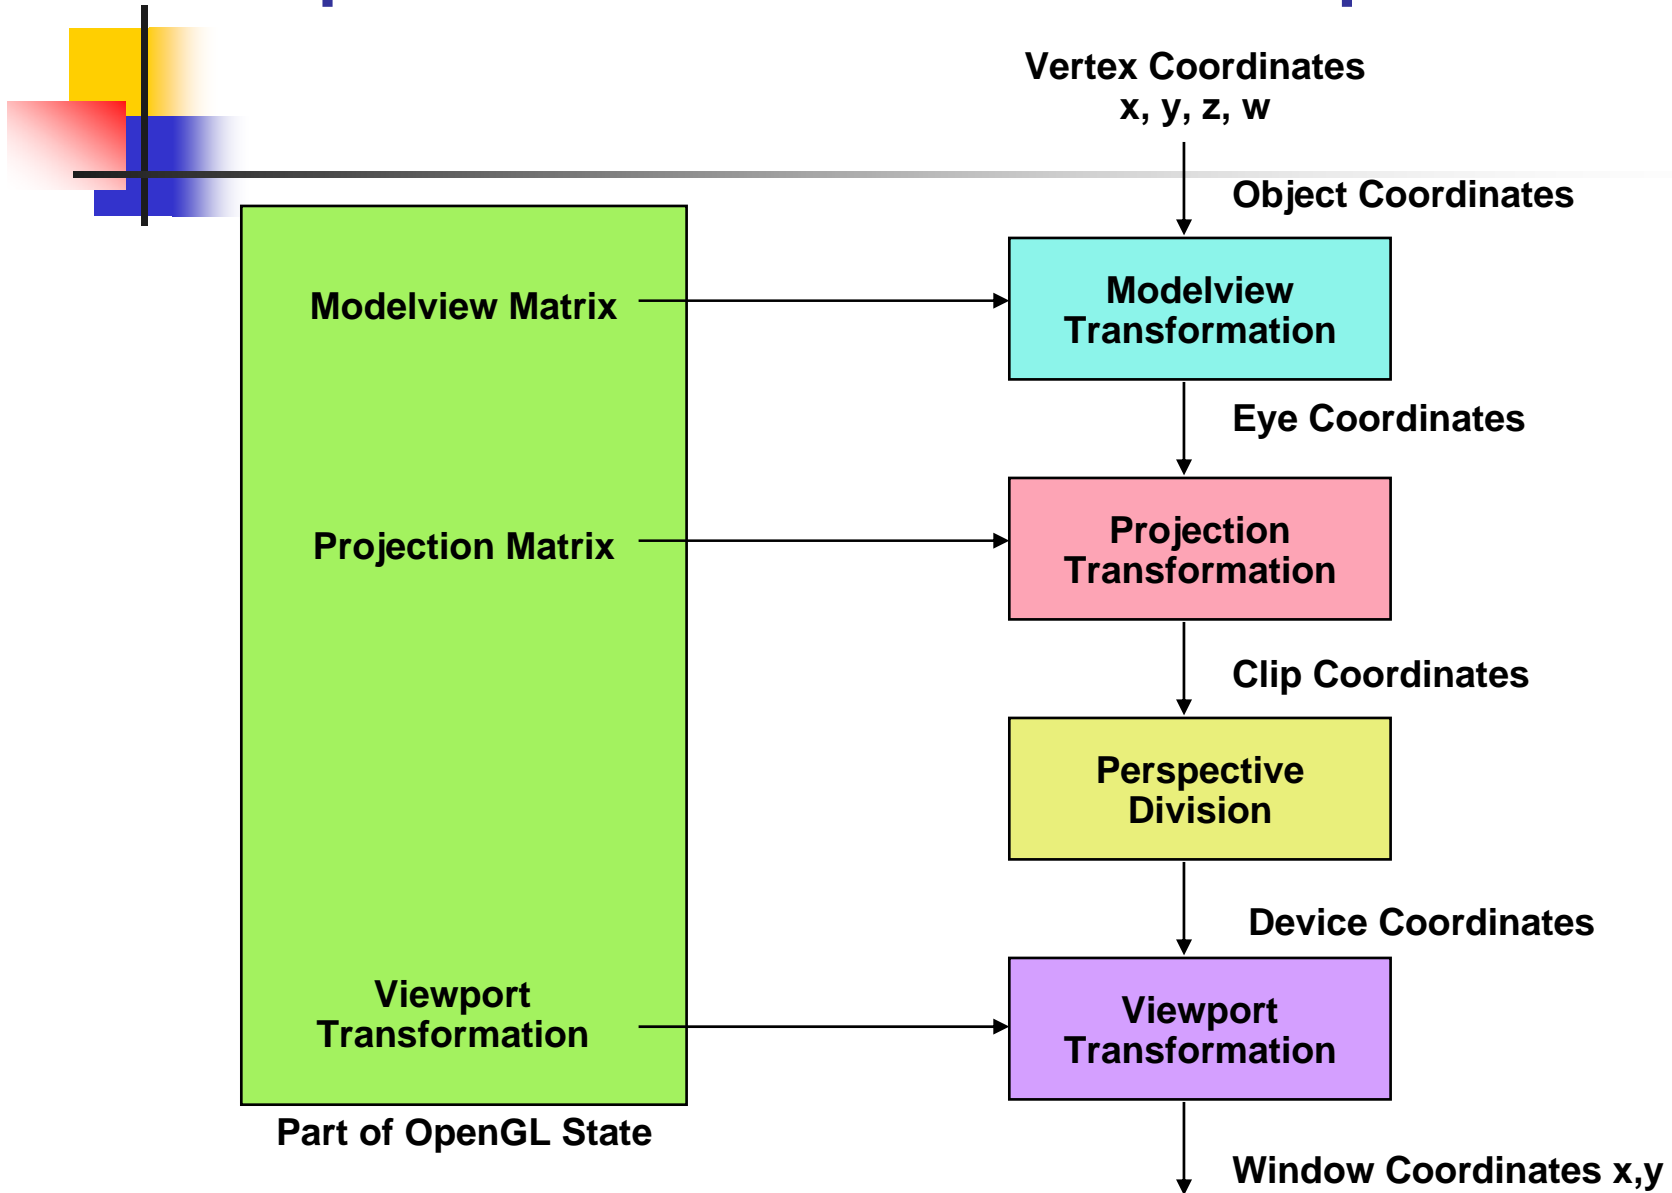 Vertex Coordinates
x, y, z, w
Object Coordinates
Modelview Matrix
Modelview
Transformation
Eye Coordinates
Projection Matrix
Projection
Transformation
Clip Coordinates
Perspective
Division
Device Coordinates
Viewport
Transformation
Viewport
Transformation
Part of OpenGL State
Window Coordinates x,y